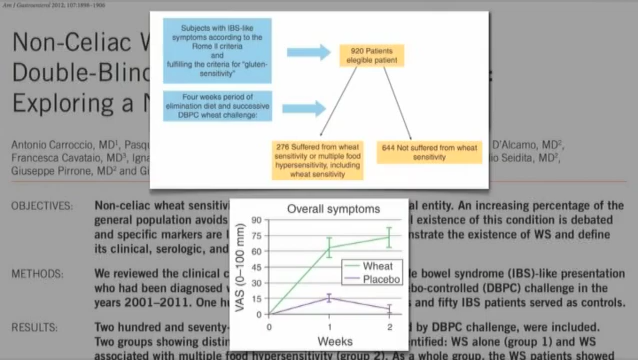 Am J Gastroenterol 2012; 107:1898–1906
Non-Celiac W
Double-Blind
Exploring a N
Subjects with IBS-like
symptoms according to the
Rome II criteria
and
fulfilling the criteria for "gluten-
sensitivity"
920 Patients
elegible patient
Four weeks period of
elimination diet and successive
DBPC wheat challenge:
276 Suffered from wheat
sensitivity or multiple food
hypersensitivity, including
wheat sensitivity
644 Not suffered from wheat
sensitivity
Antonio Carroccio, MD¹, Pasqu D'Alcamo, MD²,
Francesca Cavataio, MD³, Igna io Seidita, MD²,
Giuseppe Pirrone, MD² and Gi
OBJECTIVES: Non-celiac wheat sensitiv al entity. An increasing percentage of the
general population avoids l existence of this condition is debated
and specific markers are l nstrate the existence of WS and define
its clinical, serologic, and
METHODS: We reviewed the clinical c le bowel syndrome (IBS)-like presentation
who had been diagnosed bo-controlled (DBPC) challenge in the
years 2001–2011. One h s and fifty IBS patients served as controls.
RESULTS: Two hundred and seventy- d by DBPC challenge, were included.
Two groups showing distin entified: WS alone (group 1) and WS
associated with multiple food hypersensitivity (group 2). As a whole group, the WS patients showed
Overall symptoms
VAS (0–100 mm)
90
75
60
45
30
15
0
Wheat
Placebo
0 1 2
Weeks